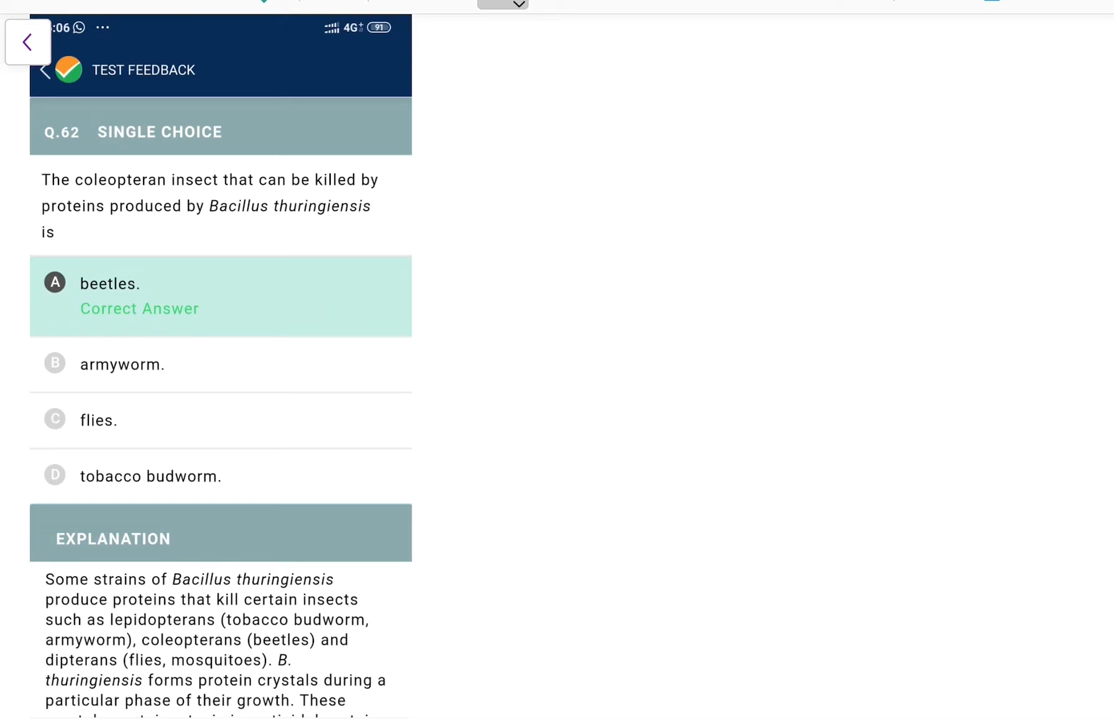 :06
4G+ 91
TEST FEEDBACK
Q.62 SINGLE CHOICE
The coleopteran insect that can be killed by
proteins produced by Bacillus thuringiensis
is
A beetles.
Correct Answer
B armyworm.
C flies.
D tobacco budworm.
EXPLANATION
Some strains of Bacillus thuringiensis
produce proteins that kill certain insects
such as lepidopterans (tobacco budworm,
armyworm), coleopterans (beetles) and
dipterans (flies, mosquitoes). B.
thuringiensis forms protein crystals during a
particular phase of their growth. These